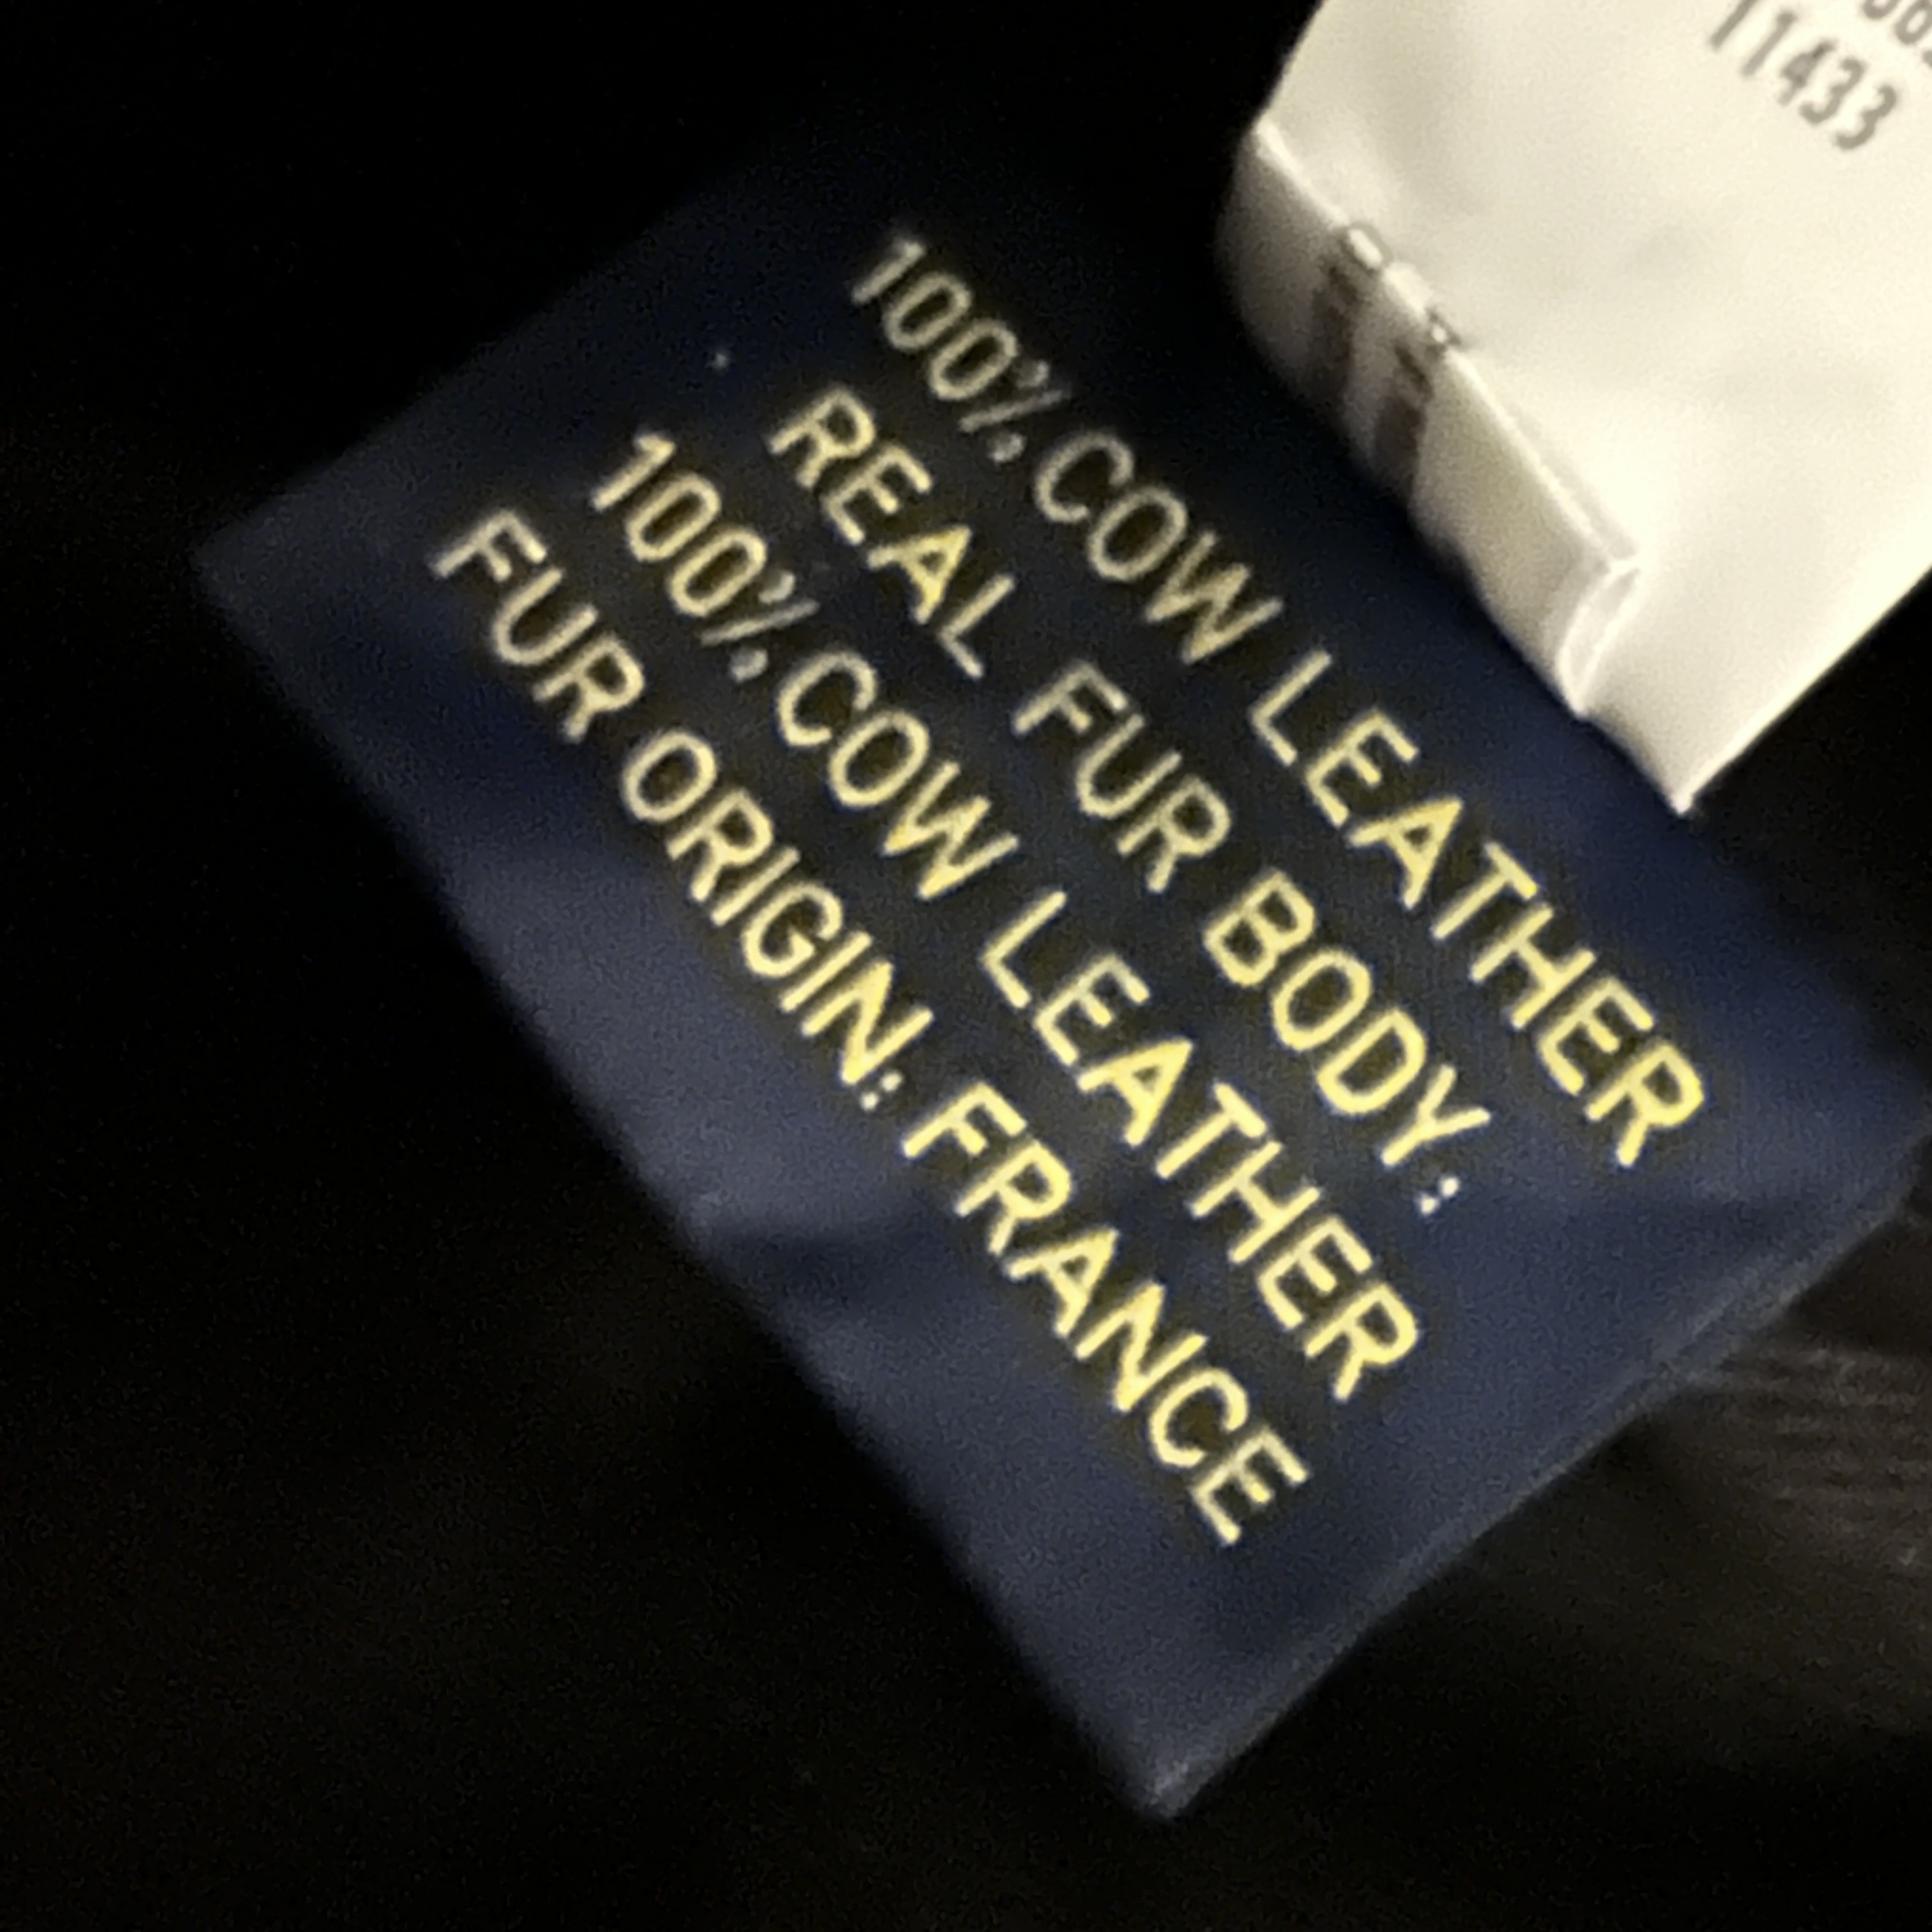 11433
100% COW LEATHER
REAL FUR BODY:
100% COW LEATHER
FUR ORIGIN: FRANCE